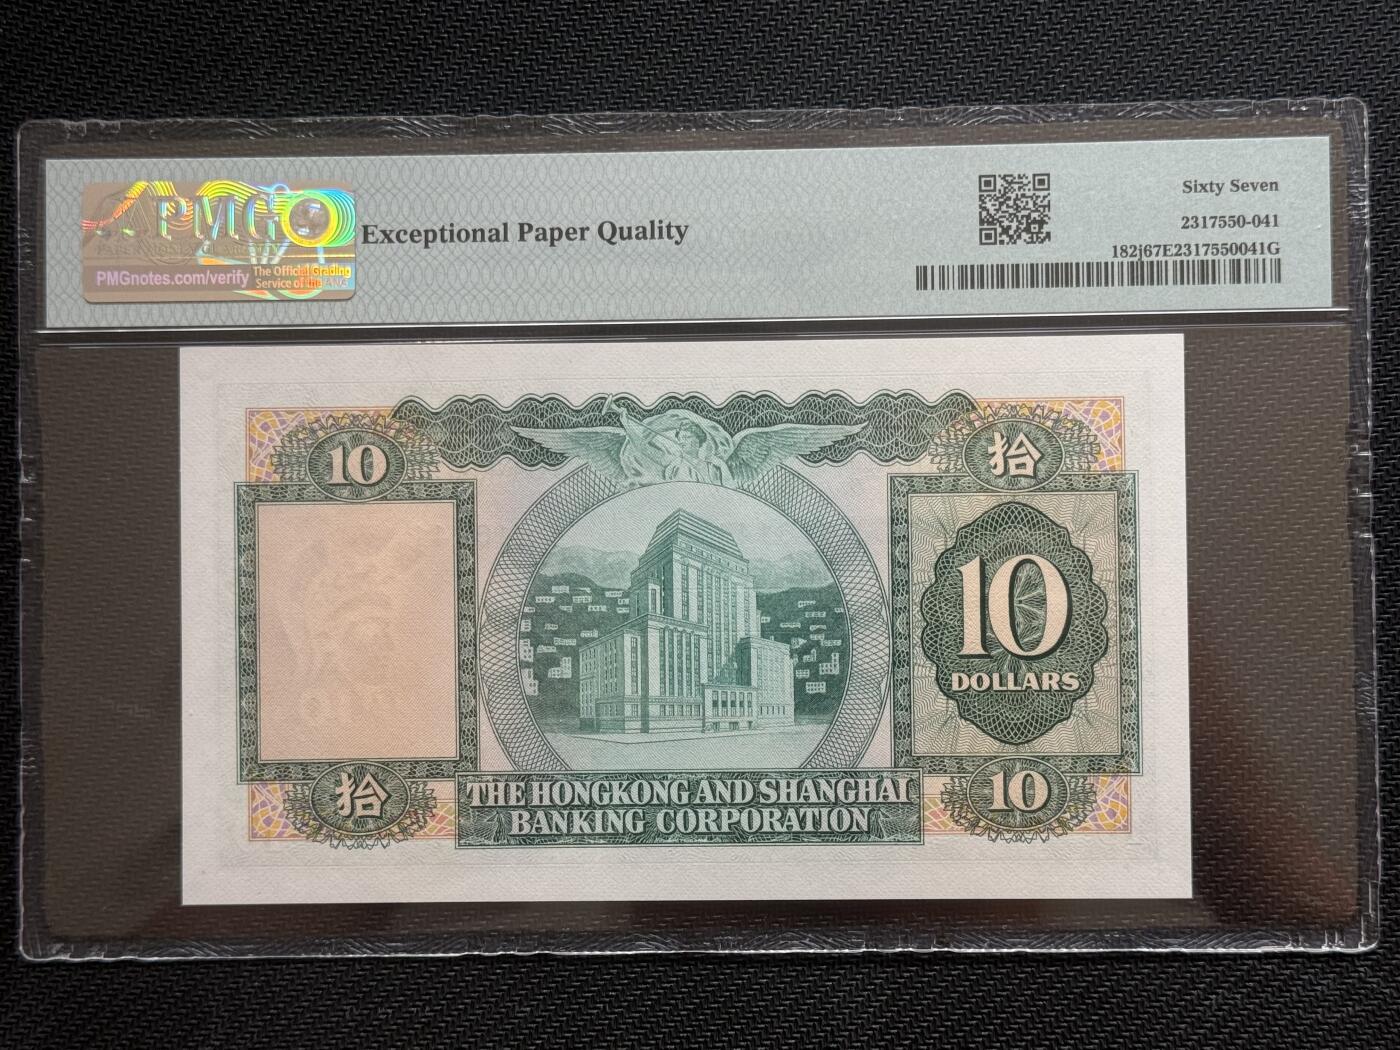 PMG
PMGnotes.com/verify
The Official Grading
Service of the ANA
Exceptional Paper Quality
Sixty Seven
2317550-041
182j67E2317550041G
10
拾
10
DOLLARS
拾
THE HONGKONG AND SHANGHAI
BANKING CORPORATION
10